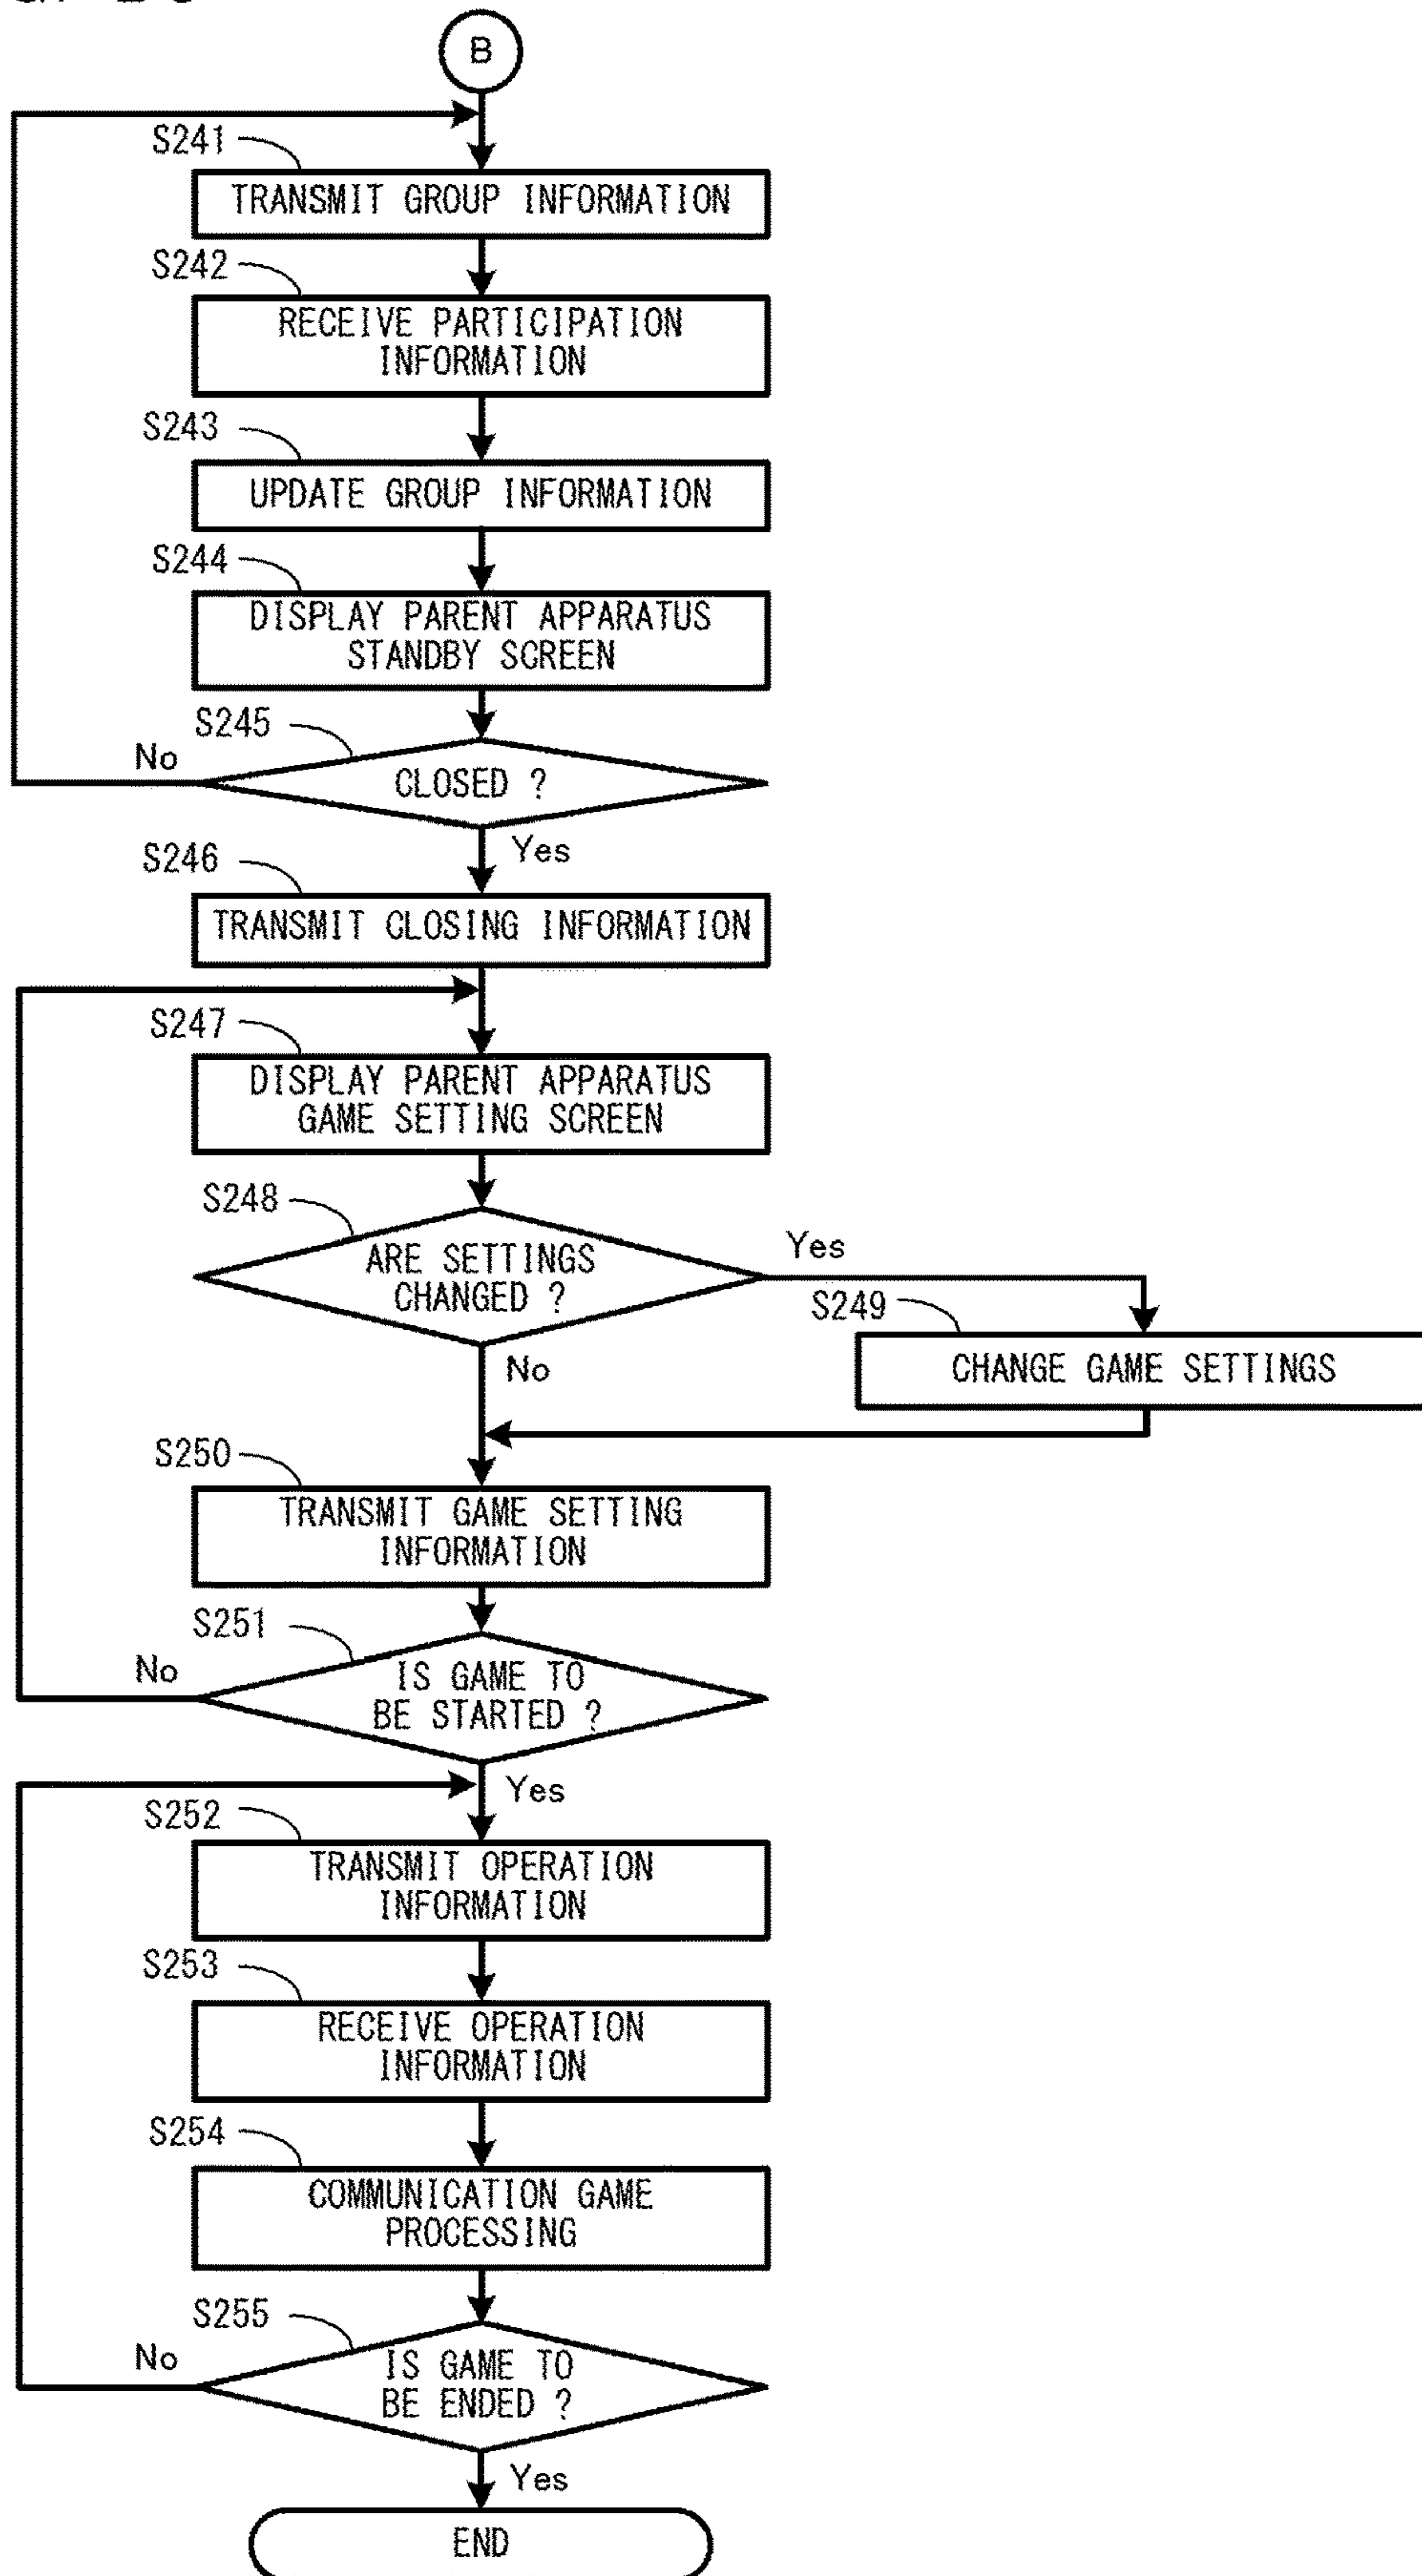 B
S241
TRANSMIT GROUP INFORMATION
S242
RECEIVE PARTICIPATION
INFORMATION
S243
UPDATE GROUP INFORMATION
S244
DISPLAY PARENT APPARATUS
STANDBY SCREEN
S245
No
CLOSED ?
Yes
S246
TRANSMIT CLOSING INFORMATION
S247
DISPLAY PARENT APPARATUS
GAME SETTING SCREEN
S248
ARE SETTINGS
CHANGED ?
Yes
S249
CHANGE GAME SETTINGS
No
S250
TRANSMIT GAME SETTING
INFORMATION
S251
No
IS GAME TO
BE STARTED ?
Yes
S252
TRANSMIT OPERATION
INFORMATION
S253
RECEIVE OPERATION
INFORMATION
S254
COMMUNICATION GAME
PROCESSING
S255
No
IS GAME TO
BE ENDED ?
Yes
END